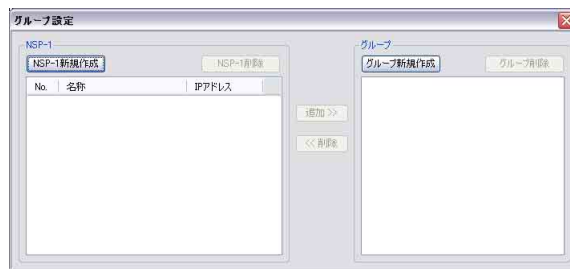 グループ設定
NSP-1
NSP-1新規作成
NSP-1削除
No.
名称
IPアドレス
追加 >>
<< 削除
グループ
グループ新規作成
グループ削除